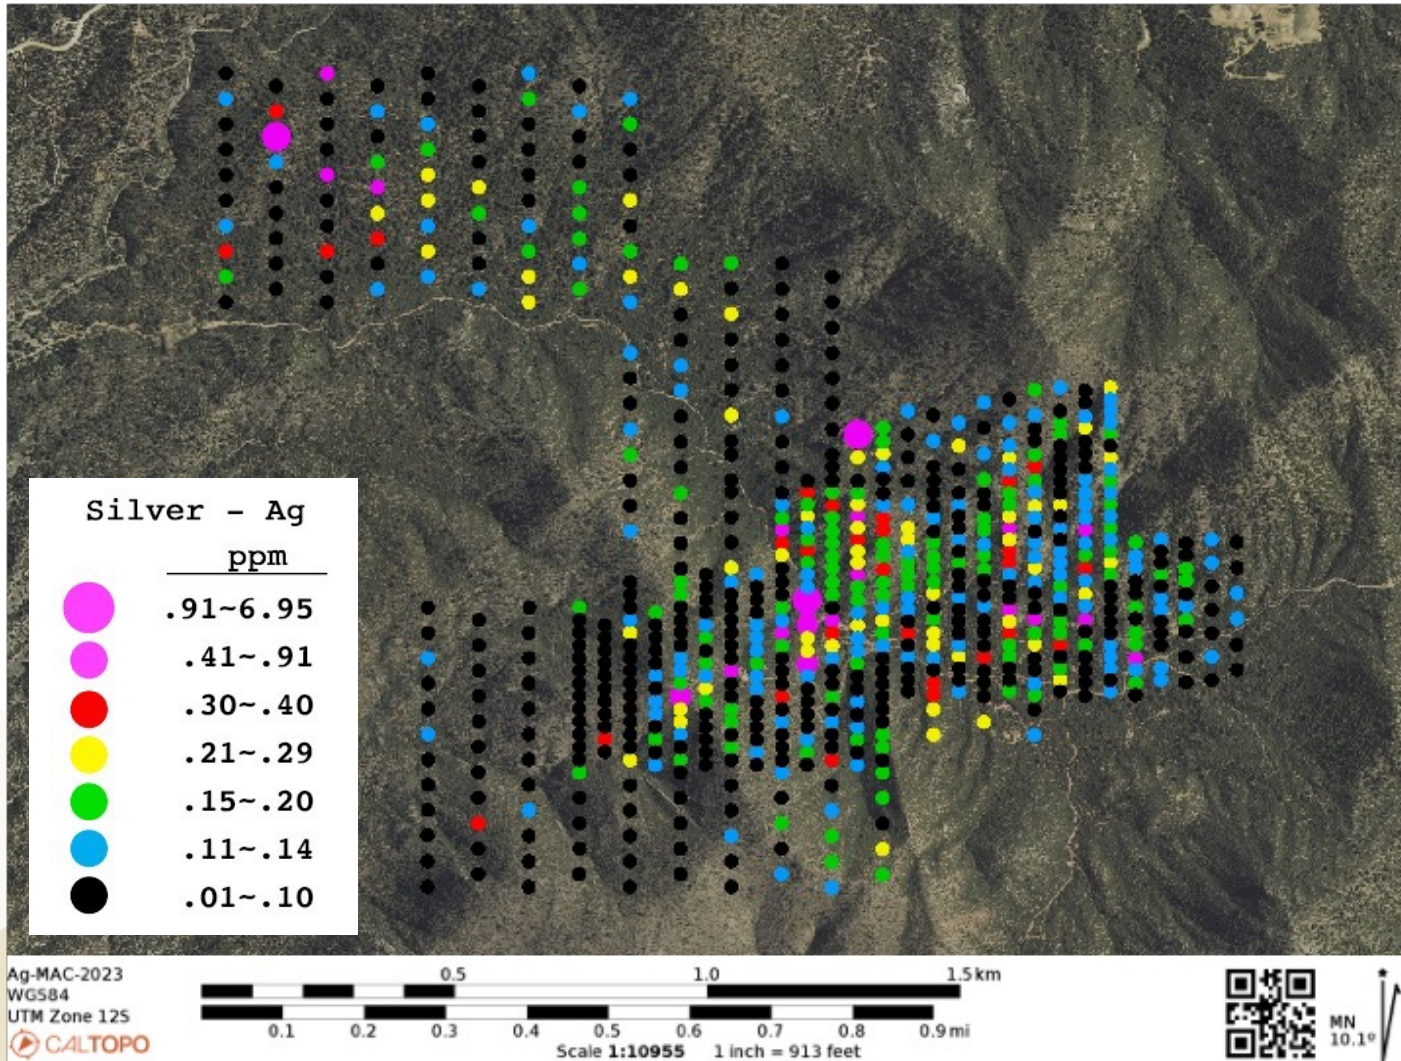 Silver - Ag
ppm
.91~6.95
.41~.91
.30~.40
.21~.29
.15~.20
.11~.14
.01~.10
Ag-MAC-2023
WGS84
UTM Zone 12S
CALTOPO
0.5 1.0 1.5 km
0.1 0.2 0.3 0.4 0.5 0.6 0.7 0.8 0.9 mi
Scale 1:10955 1 inch = 913 feet
MN
10.1°